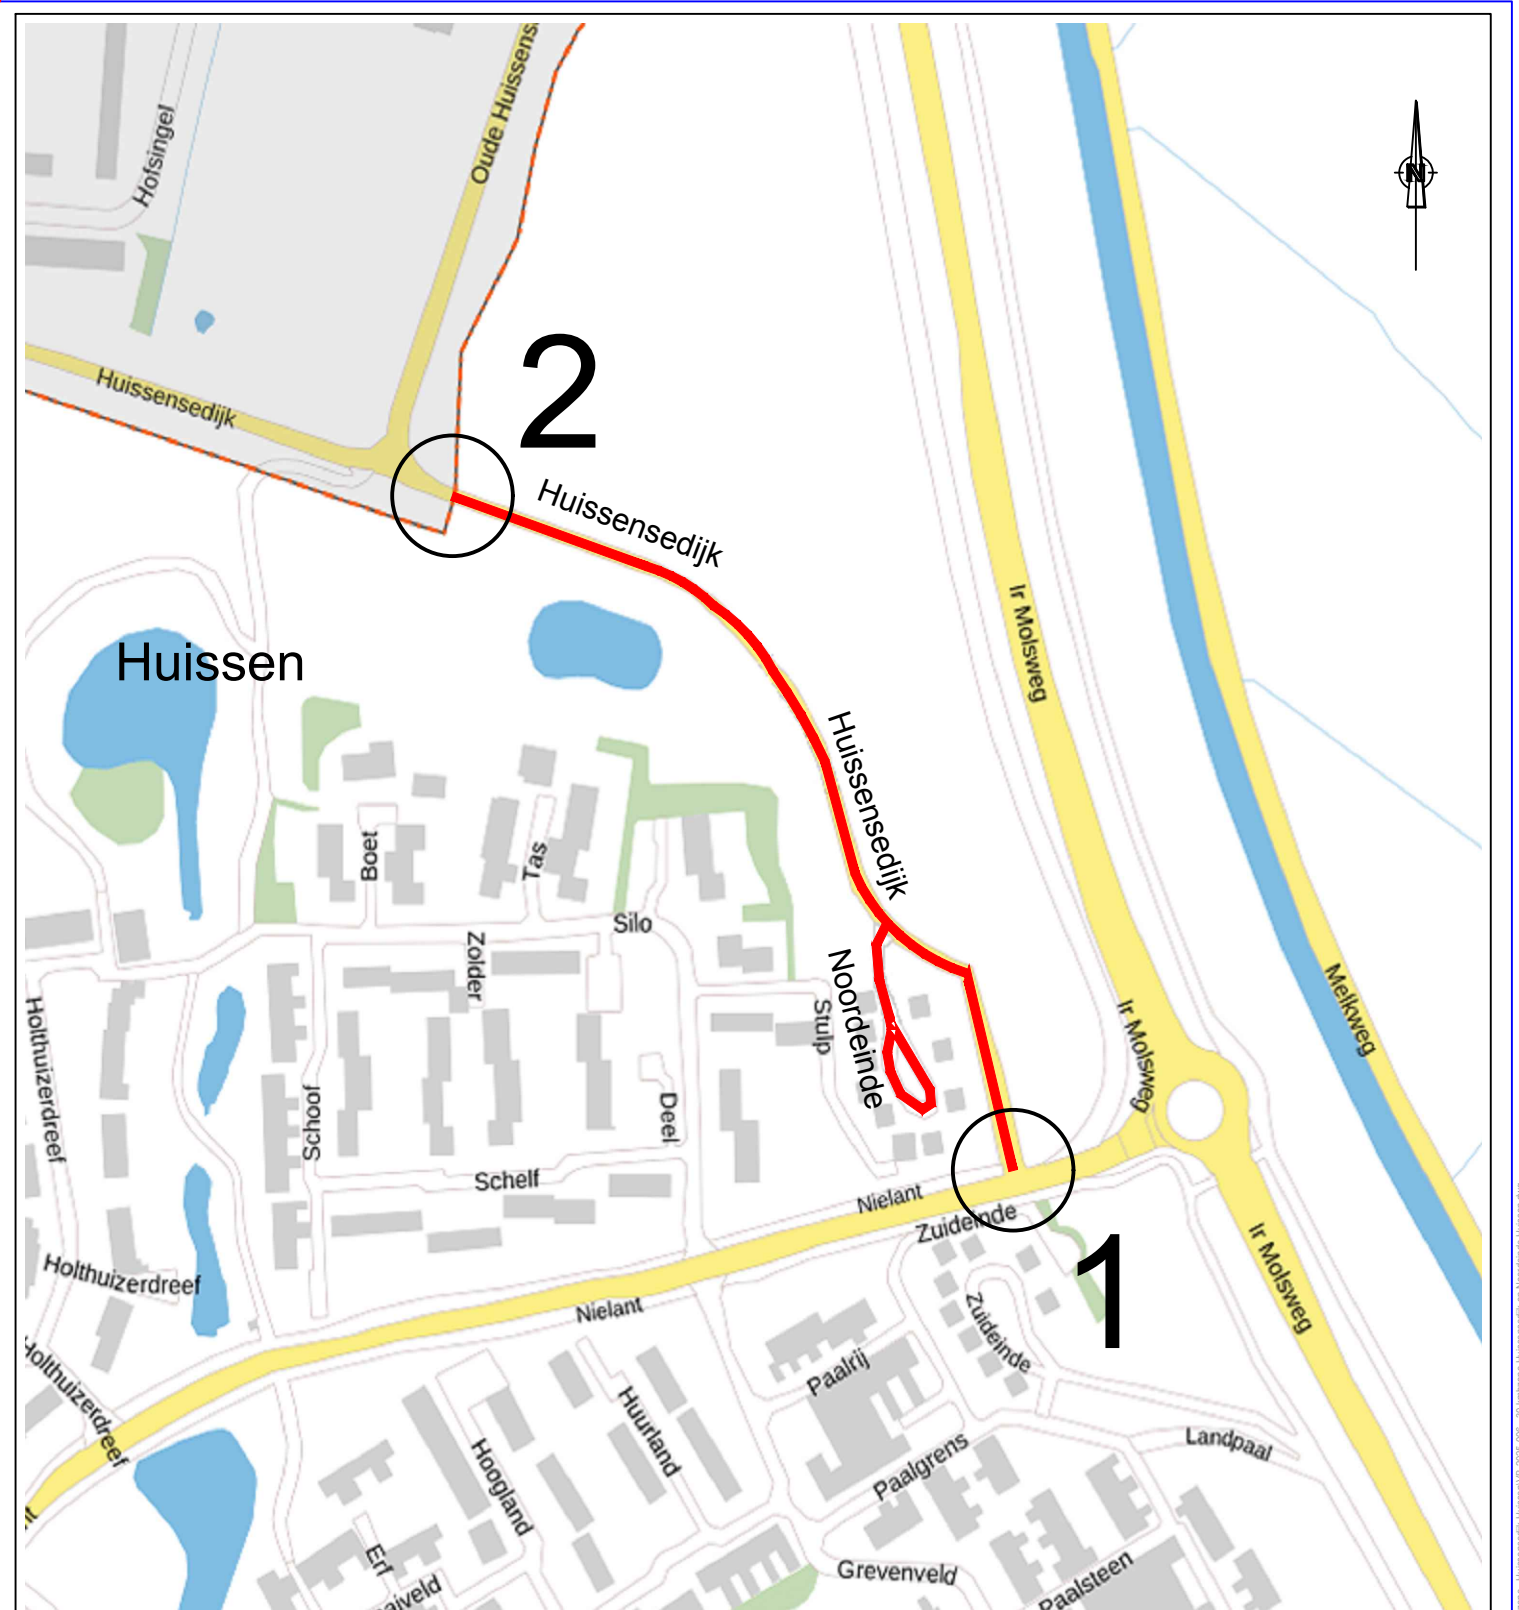 Oude Huissens
Hofsingel
N
2
Huissensedijk
Huissensedijk
Ir Molsweg
Huissen
Huissensedijk
Boet
Tas
Silo
Zolder
Noordeinde
Melkweg
Holthuizerdreef
Stulp
Ir Molsweg
Schoof
Deel
Schelf
Nielant
Zuideinde
1
Ir Molsweg
Holthuizerdreef
Nielant
Zuideinde
Holthuizerdreef
Paalrij
Huurland
Landpaal
Hoogland
Paalgrens
Erf
Grevenveld
Paalsteen